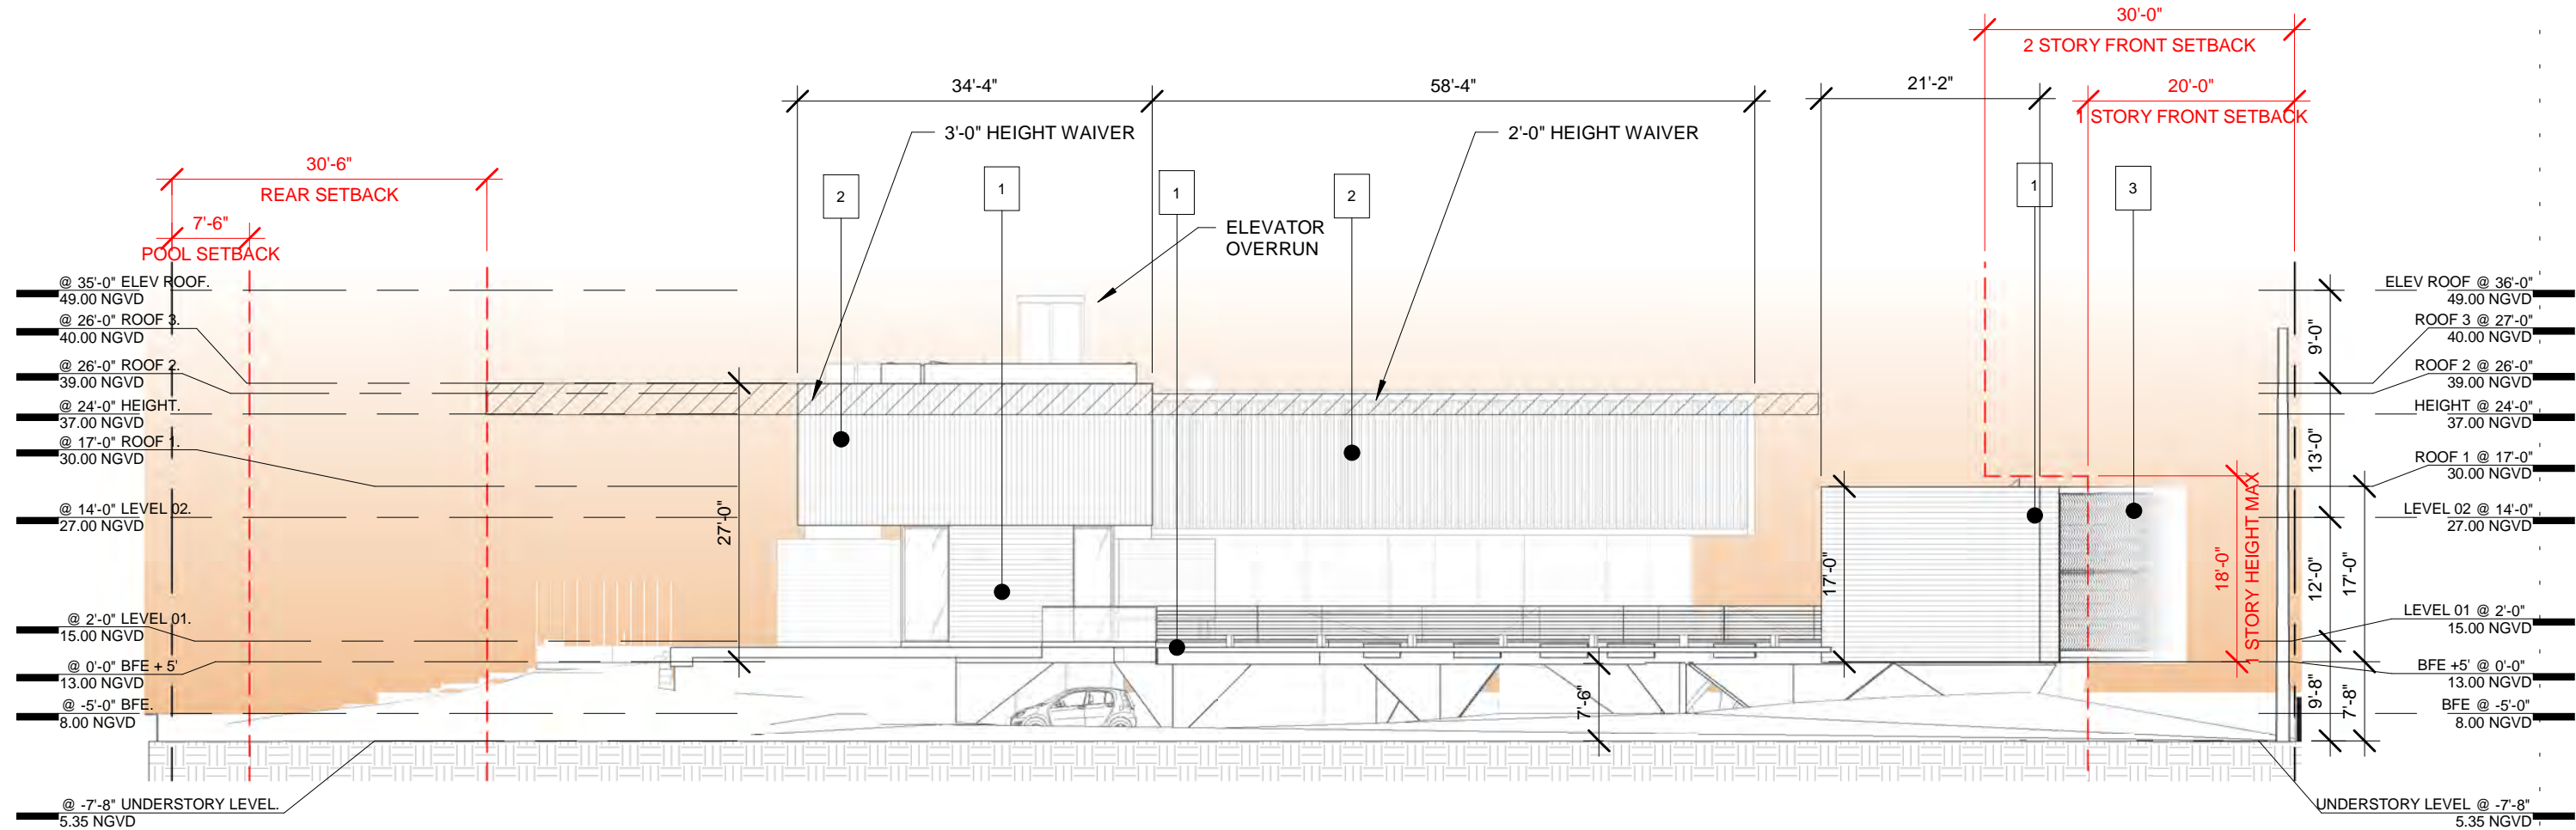 30'-0"
2 STORY FRONT SETBACK
34'-4"
58'-4"
21'-2"
20'-0"
1 STORY FRONT SETBACK
3'-0" HEIGHT WAIVER
2'-0" HEIGHT WAIVER
30'-6"
REAR SETBACK
2
1
1
2
1
3
7'-6"
POOL SETBACK
ELEVATOR
OVERRUN
@ 35'-0" ELEV ROOF.
49.00 NGVD
@ 26'-0" ROOF 3.
40.00 NGVD
@ 26'-0" ROOF 2.
39.00 NGVD
@ 24'-0" HEIGHT.
37.00 NGVD
@ 17'-0" ROOF 1.
30.00 NGVD
@ 14'-0" LEVEL 02.
27.00 NGVD
@ 2'-0" LEVEL 01.
15.00 NGVD
@ 0'-0" BFE + 5'
13.00 NGVD
@ -5'-0" BFE.
8.00 NGVD
@ -7'-8" UNDERSTORY LEVEL.
5.35 NGVD
27'-0"
7'-6"
17'-0"
18'-0"
1 STORY HEIGHT MAX
9'-0"
13'-0"
12'-0"
17'-0"
9'-8"
7'-8"
ELEV ROOF @ 36'-0"
49.00 NGVD
ROOF 3 @ 27'-0"
40.00 NGVD
ROOF 2 @ 26'-0"
39.00 NGVD
HEIGHT @ 24'-0"
37.00 NGVD
ROOF 1 @ 17'-0"
30.00 NGVD
LEVEL 02 @ 14'-0"
27.00 NGVD
LEVEL 01 @ 2'-0"
15.00 NGVD
BFE +5' @ 0'-0"
13.00 NGVD
BFE @ -5'-0"
8.00 NGVD
UNDERSTORY LEVEL @ -7'-8"
5.35 NGVD